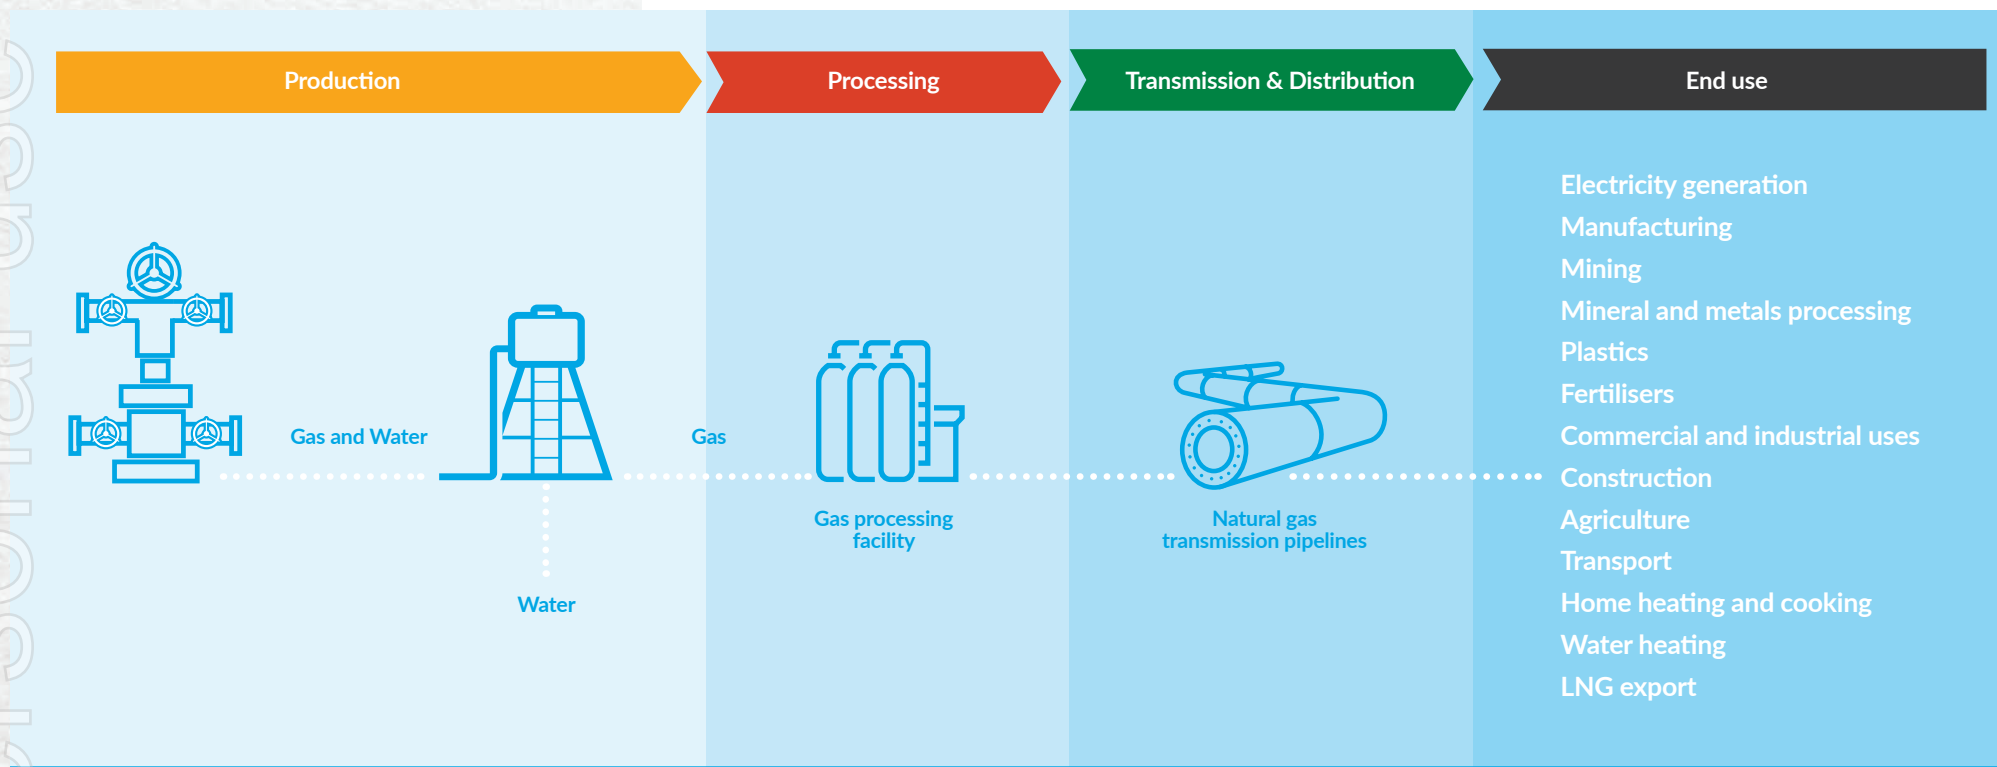 Production
Processing
Transmission & Distribution
End use
Gas and Water
Gas
Water
Gas processing
facility
Natural gas
transmission pipelines
Electricity generation
Manufacturing
Mining
Mineral and metals processing
Plastics
Fertilisers
Commercial and industrial uses
Construction
Agriculture
Transport
Home heating and cooking
Water heating
LNG export